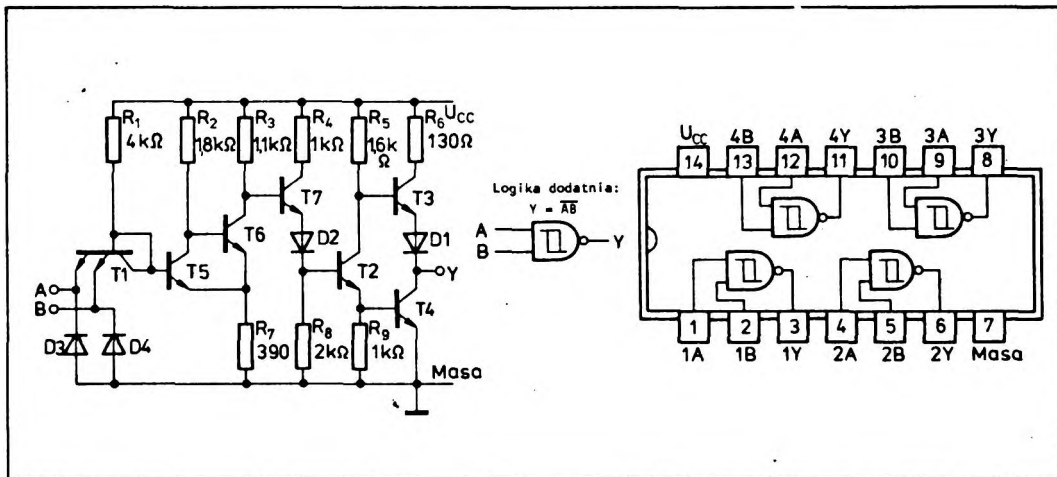 R1 4kΩ
R2 1,8kΩ
R3 1,1kΩ
R4 1kΩ
R5 1,6kΩ
R6 130Ω
UCC
T3
T7
T6
D2
D1
T1
T5
T2
Y
A
B
T4
D3
D4
R7 390
R8 2kΩ
R9 1kΩ
Masa
Logika dodatnia:
Y = A̅B̅
A
B
Y
UCC 4B 4A 4Y 3B 3A 3Y
14 13 12 11 10 9 8
1 2 3 4 5 6 7
1A 1B 1Y 2A 2B 2Y Masa